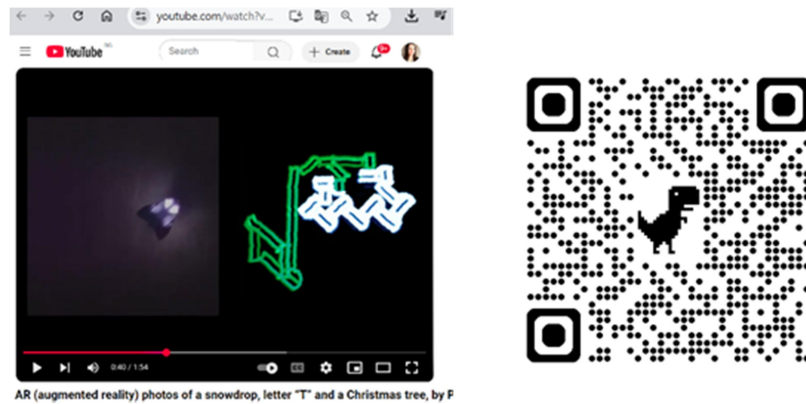 youtube.com/watch?v...
YouTube
Search
+ Create
9+
0:40 / 1:54
AR (augmented reality) photos of a snowdrop, letter "T" and a Christmas tree, by P